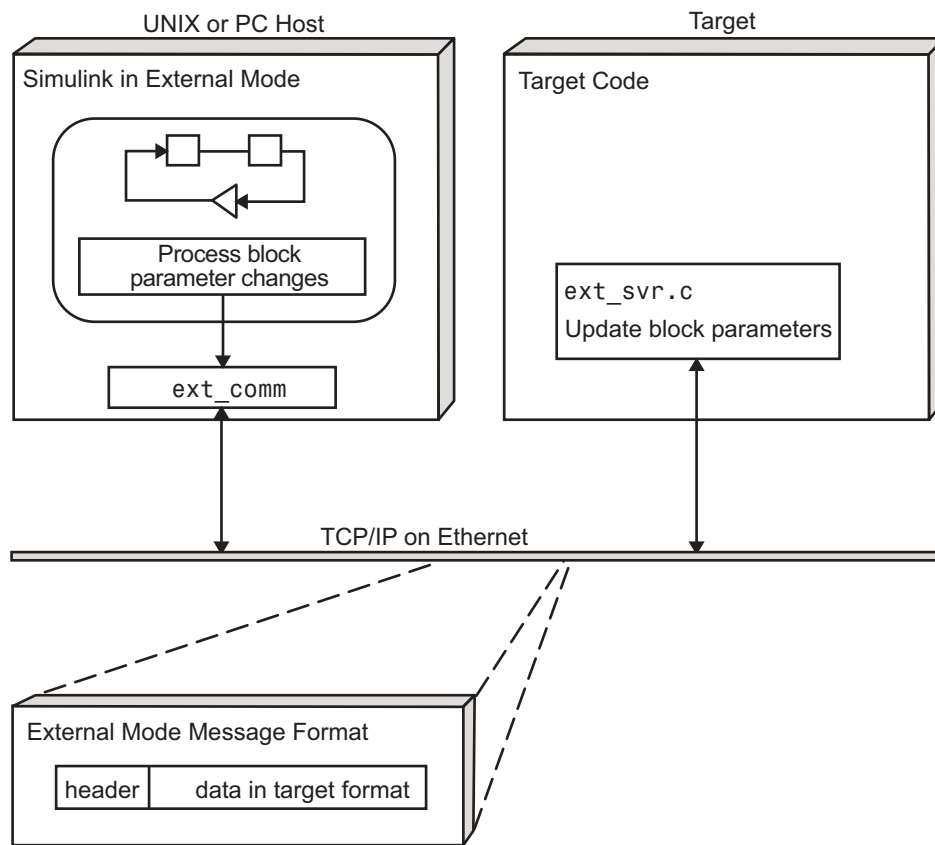 UNIX or PC Host
Target
Simulink in External Mode
Target Code
Process block
parameter changes
ext_svr.c
Update block parameters
ext_comm
TCP/IP on Ethernet
External Mode Message Format
header
data in target format